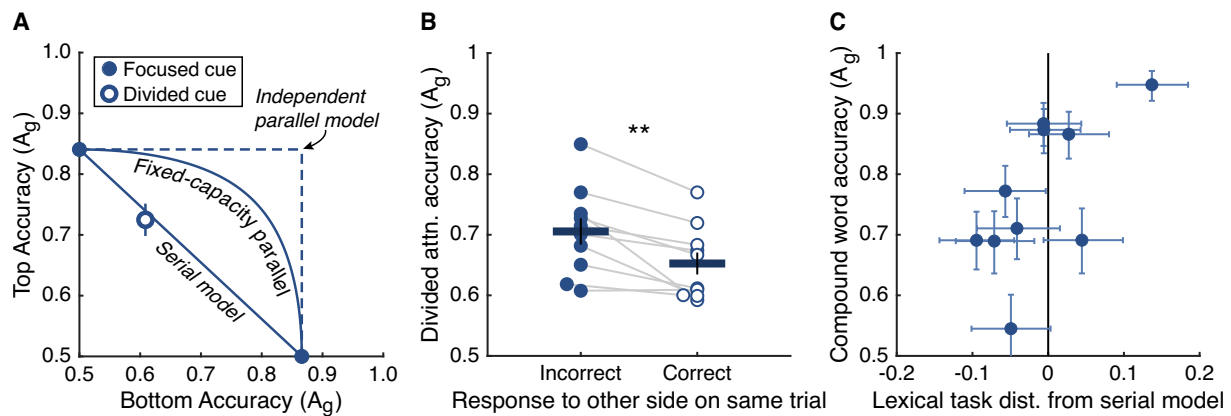 A
Top Accuracy (Ag)
1.0
0.9
0.8
0.7
0.6
0.5
Focused cue
Divided cue
Independent
parallel model
Fixed-capacity parallel
Serial model
0.5 0.6 0.7 0.8 0.9 1.0
Bottom Accuracy (Ag)
B
Divided attn. accuracy (Ag)
1.0
0.9
0.8
0.7
0.6
0.5
**
Incorrect Correct
Response to other side on same trial
C
Compound word accuracy (Ag)
1.0
0.9
0.8
0.7
0.6
0.5
-0.2 -0.1 0 0.1 0.2
Lexical task dist. from serial model